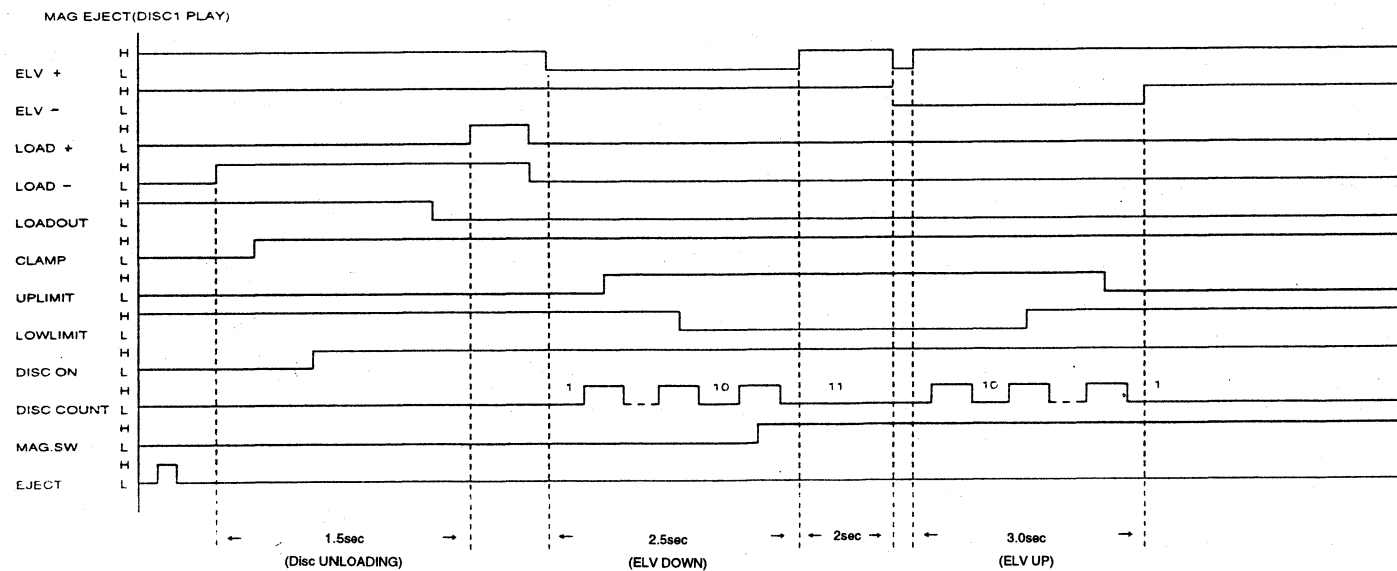 MAG EJECT(DISC1 PLAY)
H
ELV + L
H
ELV - L
H
LOAD + L
H
LOAD - L
H
LOADOUT L
H
CLAMP L
H
UPLIMIT L
H
LOWLIMIT L
H
DISC ON L
H 1 10 11 10 1
DISC COUNT L
H
MAG.SW L
H
EJECT L
← 1.5sec → ← 2.5sec → ← 2sec → ← 3.0sec →
(Disc UNLOADING) (ELV DOWN) (ELV UP)